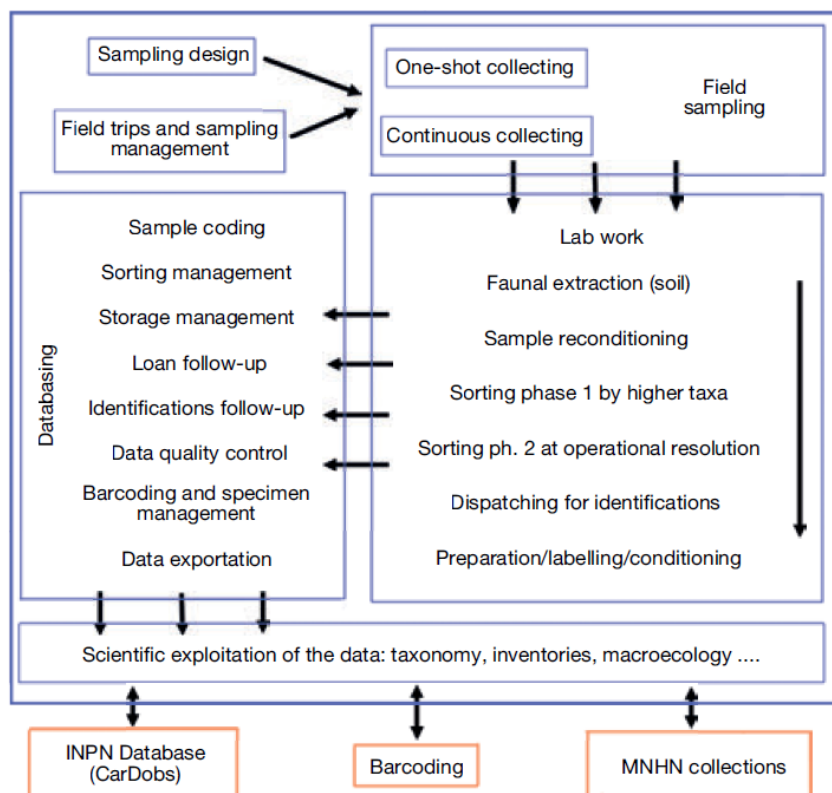 Sampling design
Field trips and sampling
management
One-shot collecting
Continuous collecting
Field
sampling
Databasing
Sample coding
Sorting management
Storage management
Loan follow-up
Identifications follow-up
Data quality control
Barcoding and specimen
management
Data exportation
Lab work
Faunal extraction (soil)
Sample reconditioning
Sorting phase 1 by higher taxa
Sorting ph. 2 at operational resolution
Dispatching for identifications
Preparation/labelling/conditioning
Scientific exploitation of the data: taxonomy, inventories, macroecology ....
INPN Database
(CarDobs)
Barcoding
MNHN collections